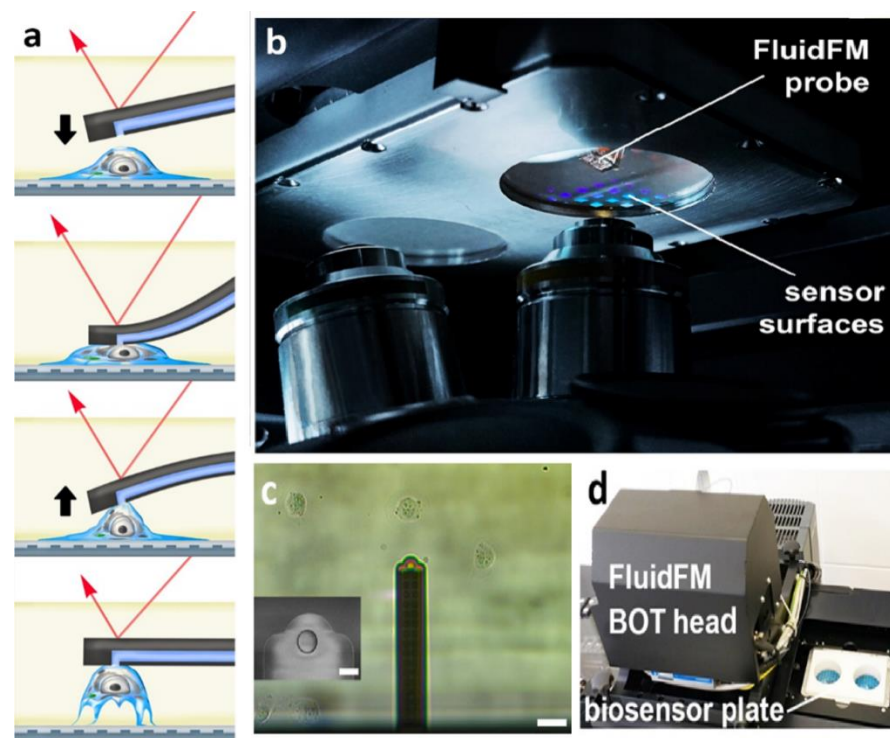 a
b
FluidFM
probe
sensor
surfaces
c
d
FluidFM
BOT head
biosensor plate